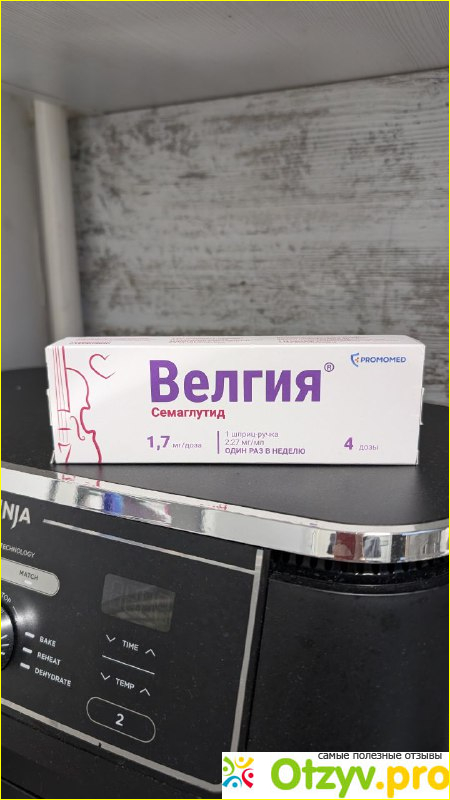 PROMOMED
Велгия®
Семаглутид
1,7 мг/доза
1 шприц-ручка
2,27 мг/мл
ОДИН РАЗ В НЕДЕЛЮ
4 дозы
NJA
TECHNOLOGY
MATCH
BAKE
REHEAT
DEHYDRATE
TIME
TEMP
2
самые полезные отзывы
Otzyv.pro